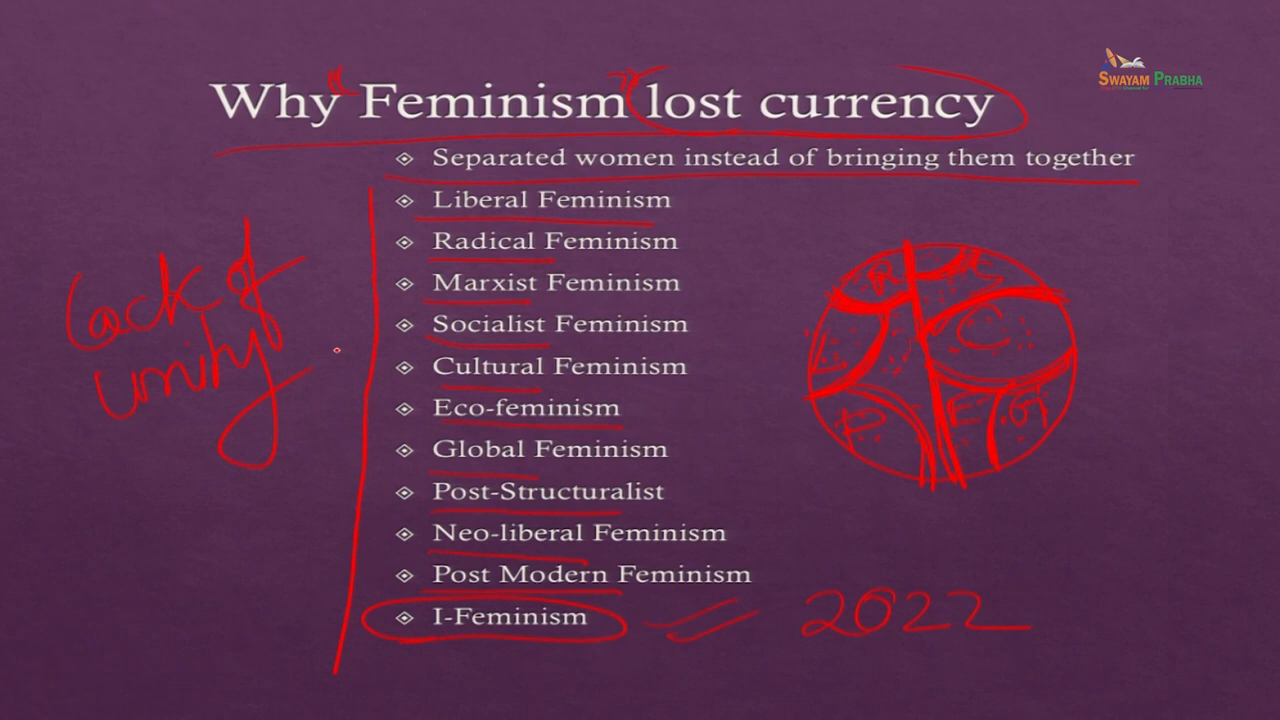 SWAYAM PRABHA
Why "Feminism" lost currency
Separated women instead of bringing them together
Liberal Feminism
Radical Feminism
Marxist Feminism
Socialist Feminism
Cultural Feminism
Eco-feminism
Global Feminism
Post-Structuralist
Neo-liberal Feminism
Post Modern Feminism
I-Feminism
Lack of
unity
R
C
L
P
E
G
2022